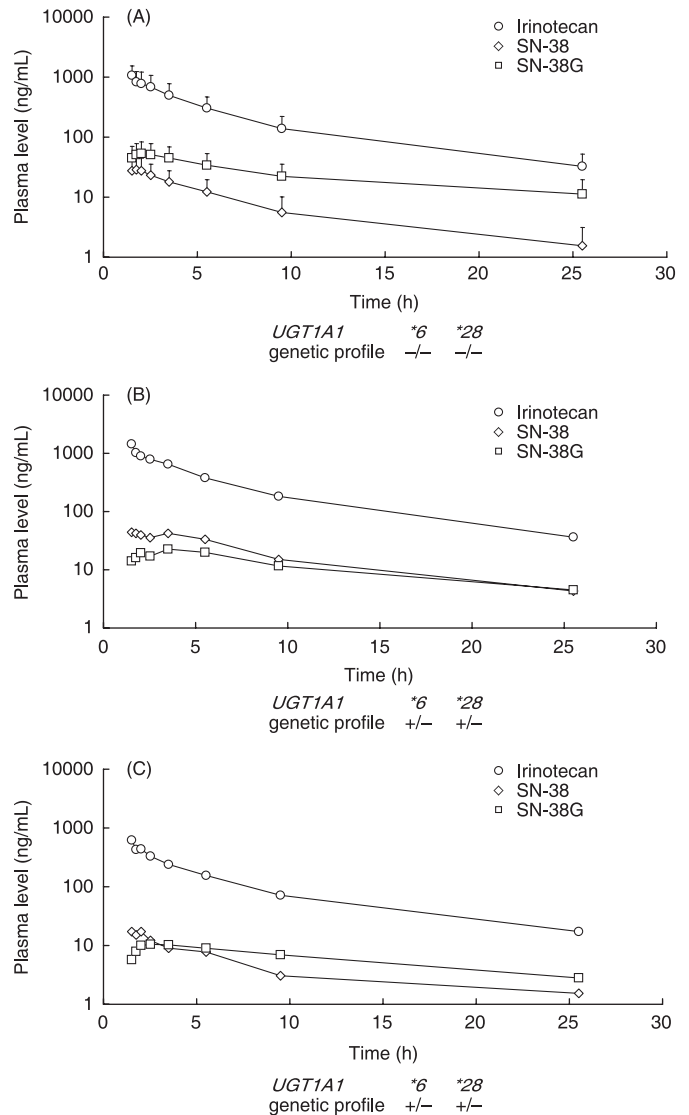 (A)
10000
1000
100
10
1
Plasma level (ng/mL)
Irinotecan
SN-38
SN-38G
0 5 10 15 20 25 30
Time (h)
UGT1A1 *6 *28
genetic profile –/– –/–
(B)
10000
1000
100
10
1
Plasma level (ng/mL)
Irinotecan
SN-38
SN-38G
0 5 10 15 20 25 30
Time (h)
UGT1A1 *6 *28
genetic profile +/– +/–
(C)
10000
1000
100
10
1
Plasma level (ng/mL)
Irinotecan
SN-38
SN-38G
0 5 10 15 20 25 30
Time (h)
UGT1A1 *6 *28
genetic profile +/– +/–